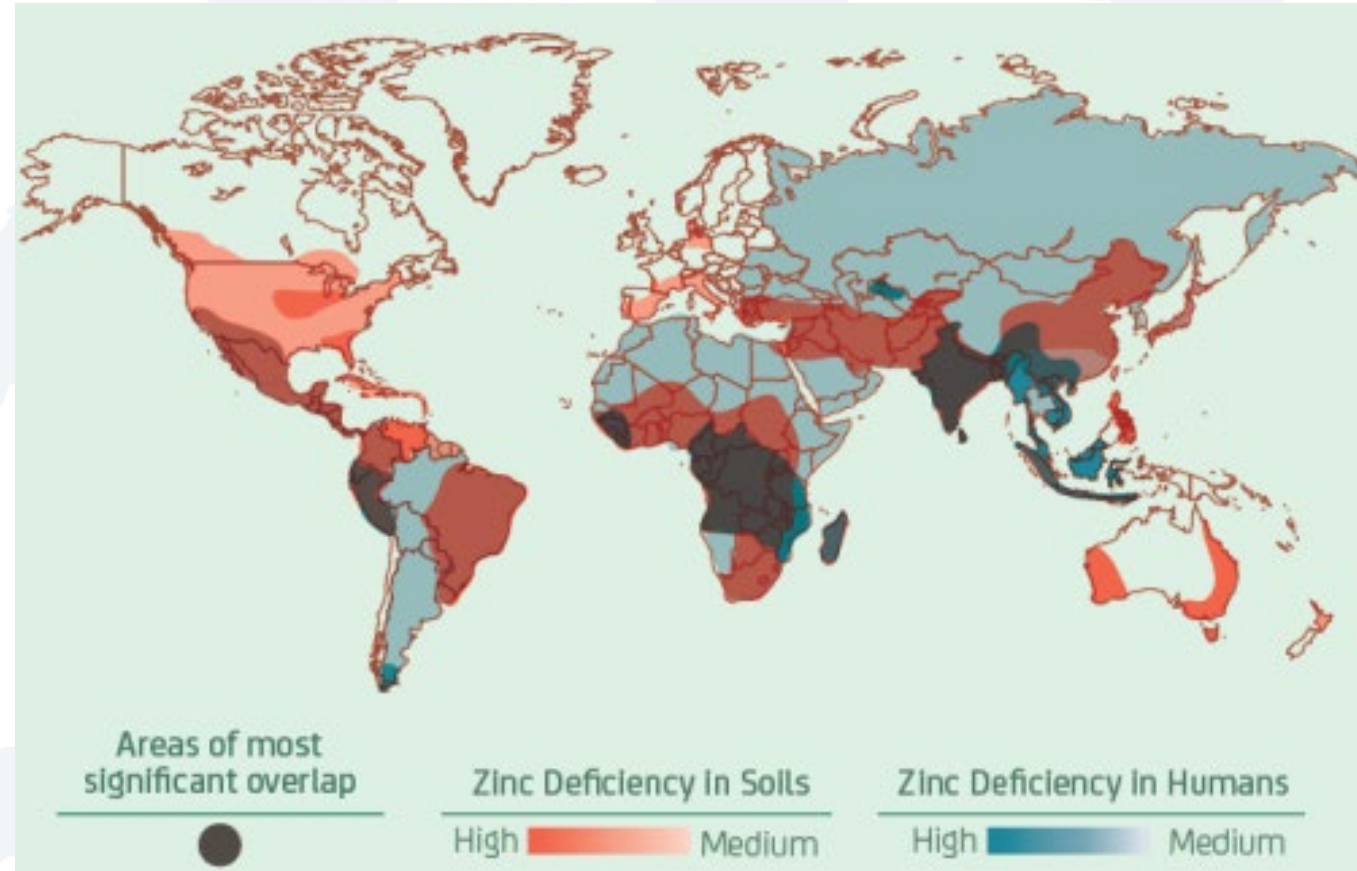 Areas of most
significant overlap
Zinc Deficiency in Soils
High Medium
Zinc Deficiency in Humans
High Medium